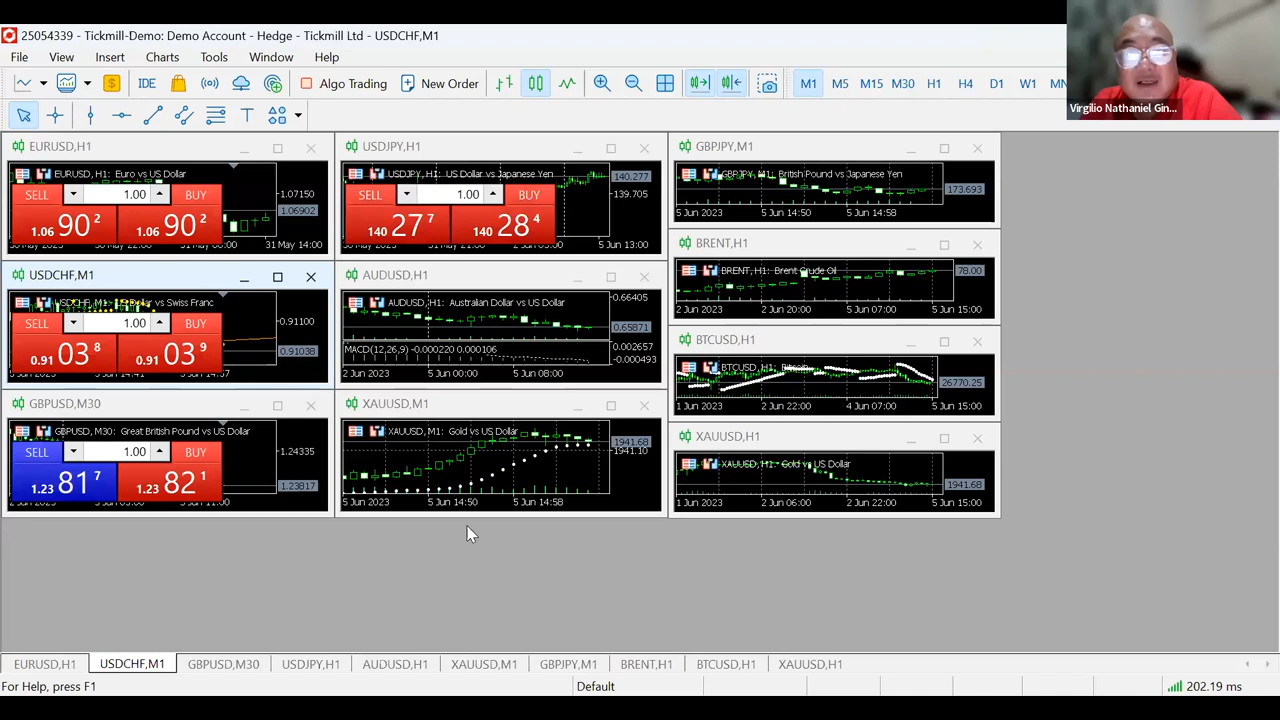 25054339 - Tickmill-Demo: Demo Account - Hedge - Tickmill Ltd - USDCHF,M1
File View Insert Charts Tools Window Help
IDE Algo Trading New Order M1 M5 M15 M30 H1 H4 D1 W1 MN
Virgilio Nathaniel Gin...
EURUSD,H1
EURUSD, H1: Euro vs US Dollar
SELL 1.00 BUY
1.06 90 2 1.06 90 2
1.07150
1.06902
31 May 14:00
USDJPY,H1
USDJPY, H1: US Dollar vs Japanese Yen
SELL 1.00 BUY
140 27 7 140 28 4
140.277
139.705
5 Jun 13:00
GBPJPY,M1
GBPJPY, M1: British Pound vs Japanese Yen
173.693
5 Jun 2023 5 Jun 14:50 5 Jun 14:58
BRENT,H1
BRENT, H1: Brent Crude Oil
78.00
2 Jun 2023 2 Jun 20:00 5 Jun 07:00 5 Jun 15:00
USDCHF,M1
SELL 1.00 BUY
0.91 03 8 0.91 03 9
0.91100
0.91038
AUDUSD,H1
AUDUSD, H1: Australian Dollar vs US Dollar
0.66405
0.65871
MACD(12,26,9) -0.000220 0.000106
0.002657
-0.000493
2 Jun 2023 5 Jun 00:00 5 Jun 08:00
BTCUSD,H1
26770.25
1 Jun 2023 2 Jun 22:00 4 Jun 07:00 5 Jun 15:00
GBPUSD,M30
GBPUSD, M30: Great British Pound vs US Dollar
SELL 1.00 BUY
1.23 81 7 1.23 82 1
1.24335
1.23817
XAUUSD,M1
XAUUSD, M1: Gold vs US Dollar
1941.68
1941.10
5 Jun 2023 5 Jun 14:50 5 Jun 14:58
XAUUSD,H1
XAUUSD, H1: Gold vs US Dollar
1941.68
1 Jun 2023 2 Jun 06:00 2 Jun 22:00 5 Jun 15:00
EURUSD,H1 USDCHF,M1 GBPUSD,M30 USDJPY,H1 AUDUSD,H1 XAUUSD,M1 GBPJPY,M1 BRENT,H1 BTCUSD,H1 XAUUSD,H1
For Help, press F1 Default 202.19 ms